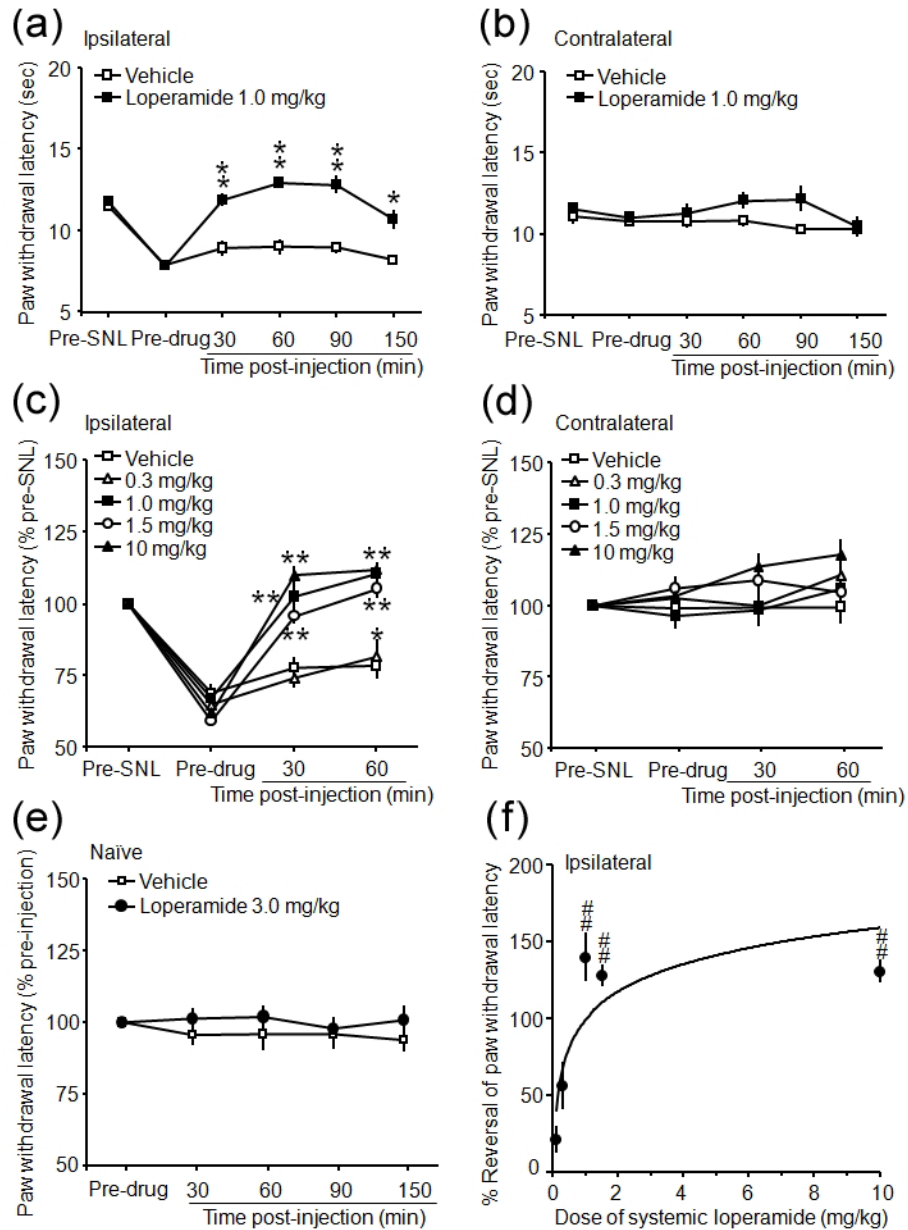 (a)
Ipsilateral
Vehicle
Loperamide 1.0 mg/kg
Paw withdrawal latency (sec)
20
15
10
5
**
**
**
*
Pre-SNL Pre-drug 30 60 90 150
Time post-injection (min)
(b)
Contralateral
Vehicle
Loperamide 1.0 mg/kg
Paw withdrawal latency (sec)
20
15
10
5
Pre-SNL Pre-drug 30 60 90 150
Time post-injection (min)
(c)
Ipsilateral
Vehicle
0.3 mg/kg
1.0 mg/kg
1.5 mg/kg
10 mg/kg
Paw withdrawal latency (% pre-SNL)
150
125
100
75
50
** **
** **
** *
Pre-SNL Pre-drug 30 60
Time post-injection (min)
(d)
Contralateral
Vehicle
0.3 mg/kg
1.0 mg/kg
1.5 mg/kg
10 mg/kg
Paw withdrawal latency (% pre-SNL)
150
125
100
75
50
Pre-SNL Pre-drug 30 60
Time post-injection (min)
(e)
Naïve
Vehicle
Loperamide 3.0 mg/kg
Paw withdrawal latency (% pre-injection)
150
125
100
75
50
Pre-drug 30 60 90 150
Time post-injection (min)
(f)
Ipsilateral
% Reversal of paw withdrawal latency
200
150
100
50
0
##
##
##
0 2 4 6 8 10
Dose of systemic loperamide (mg/kg)